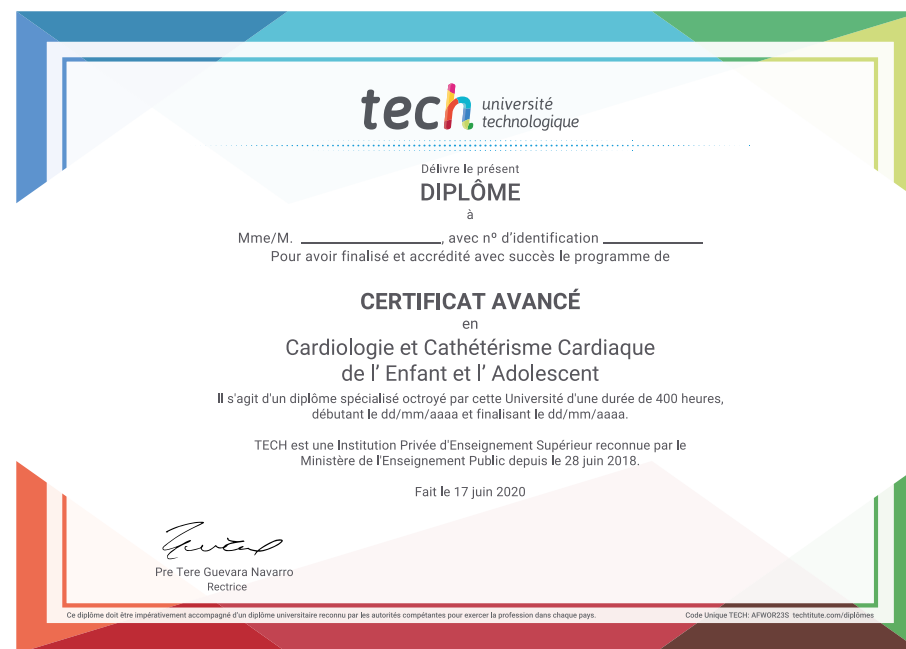 tech université
technologique
Délivre le présent
DIPLÔME
à
Mme/M. ____________________, avec nº d'identification ______________
Pour avoir finalisé et accrédité avec succès le programme de
CERTIFICAT AVANCÉ
en
Cardiologie et Cathétérisme Cardiaque
de l' Enfant et l' Adolescent
Il s'agit d'un diplôme spécialisé octroyé par cette Université d'une durée de 400 heures,
débutant le dd/mm/aaaa et finalisant le dd/mm/aaaa.
TECH est une Institution Privée d'Enseignement Supérieur reconnue par le
Ministère de l'Enseignement Public depuis le 28 juin 2018.
Fait le 17 juin 2020
Pre Tere Guevara Navarro
Rectrice
Ce diplôme doit être impérativement accompagné d'un diplôme universitaire reconnu par les autorités compétantes pour exercer la profession dans chaque pays. Code Unique TECH: AFWOR23S techtitute.com/diplômes